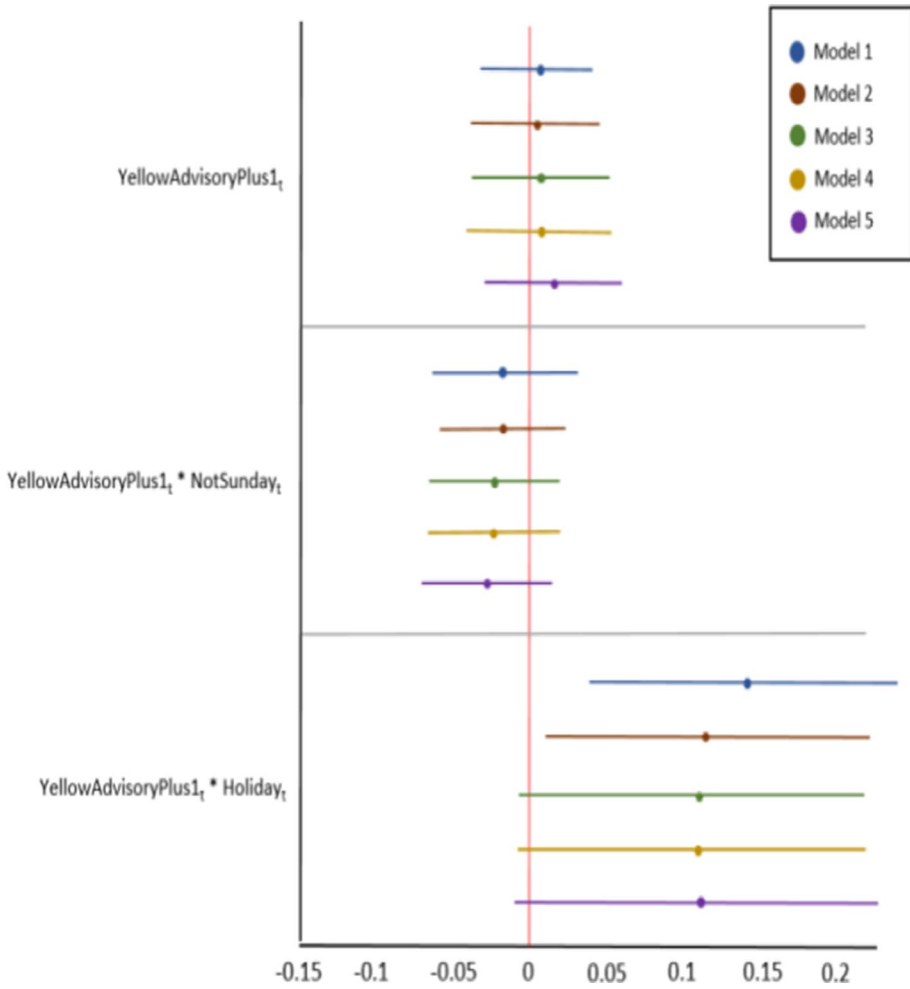 Model 1
Model 2
Model 3
Model 4
Model 5
YellowAdvisoryPlus1t
YellowAdvisoryPlus1t * NotSundayt
YellowAdvisoryPlus1t * Holidayt
-0.15 -0.1 -0.05 0 0.05 0.1 0.15 0.2